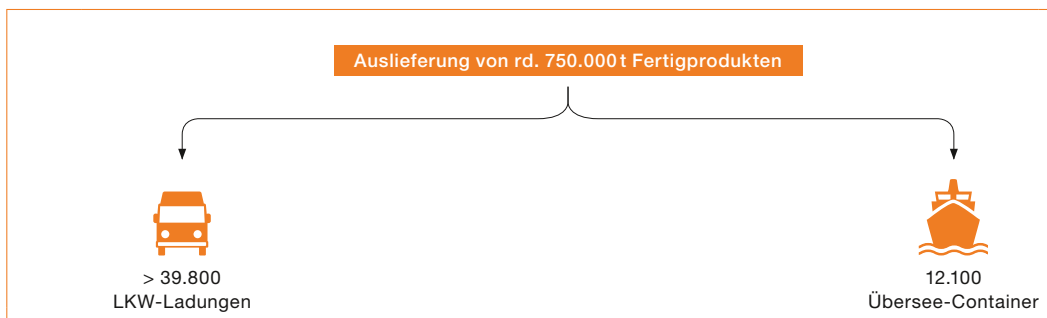 Auslieferung von rd. 750.000 t Fertigprodukten
> 39.800
LKW-Ladungen
12.100
Übersee-Container